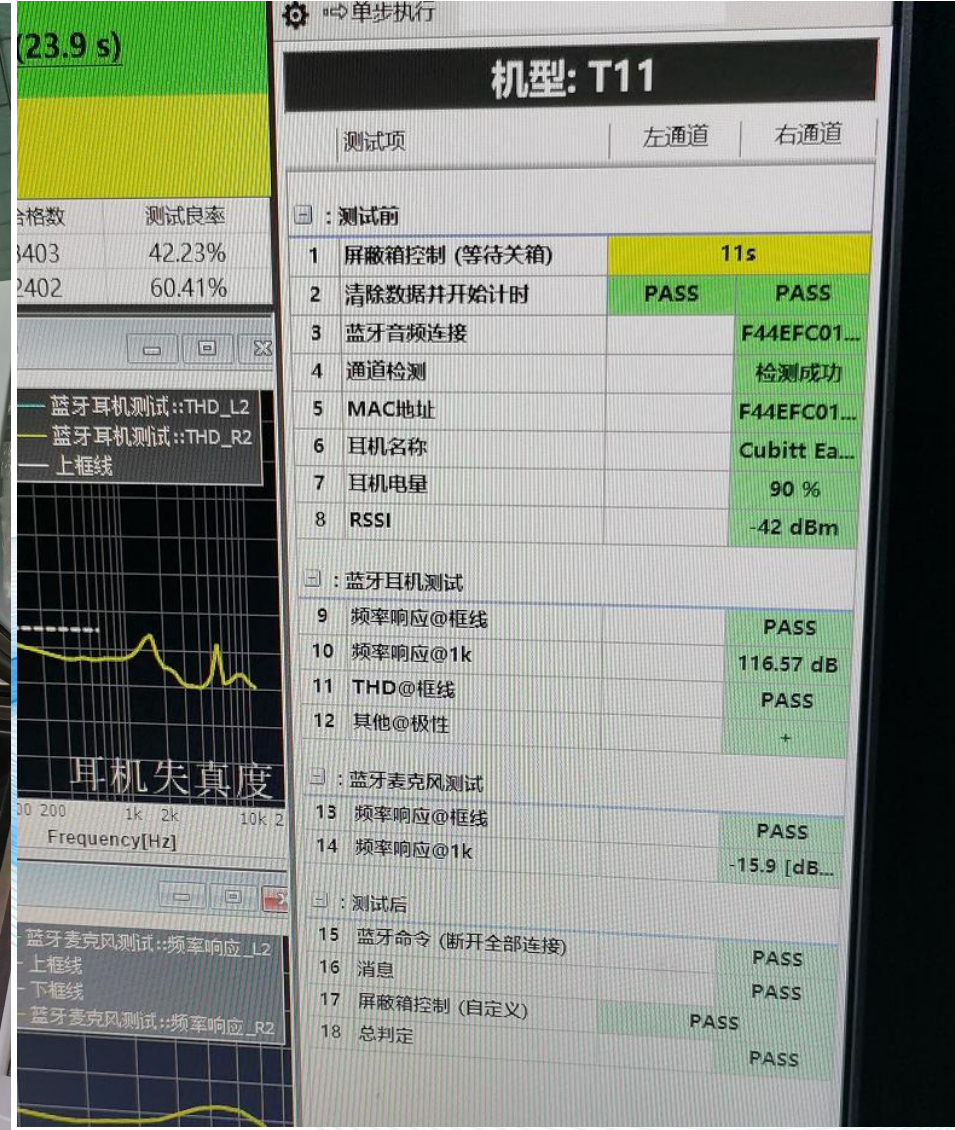 单步执行
(23.9 s)
机型: T11
测试项 左通道 右通道
格数 测试良率
403 42.23%
2402 60.41%
: 测试前
1 屏蔽箱控制 (等待关箱) 11s
2 清除数据并开始计时 PASS PASS
3 蓝牙音频连接 F44EFC01...
4 通道检测 检测成功
5 MAC地址 F44EFC01...
6 耳机名称 Cubitt Ea...
7 耳机电量 90 %
8 RSSI -42 dBm
: 蓝牙耳机测试
9 频率响应@框线 PASS
10 频率响应@1k 116.57 dB
11 THD@框线 PASS
12 其他@极性 +
: 蓝牙麦克风测试
13 频率响应@框线 PASS
14 频率响应@1k -15.9 [dB...
: 测试后
15 蓝牙命令 (断开全部连接) PASS
16 消息 PASS
17 屏蔽箱控制 (自定义) PASS
18 总判定 PASS
蓝牙耳机测试::THD_L2
蓝牙耳机测试::THD_R2
上框线
耳机失真度
200 1k 2k 10k 2
Frequency[Hz]
蓝牙麦克风测试::频率响应_L2
上框线
下框线
蓝牙麦克风测试::频率响应_R2